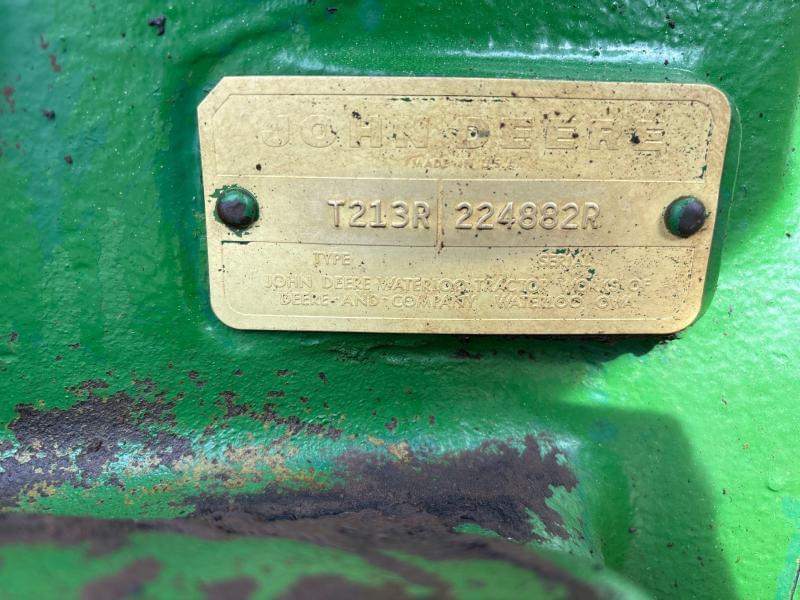 JOHN DEERE
MADE IN U.S.A.
T213R 224882R
TYPE SERIAL
JOHN DEERE WATERLOO TRACTOR WORKS OF
DEERE AND COMPANY WATERLOO IOWA